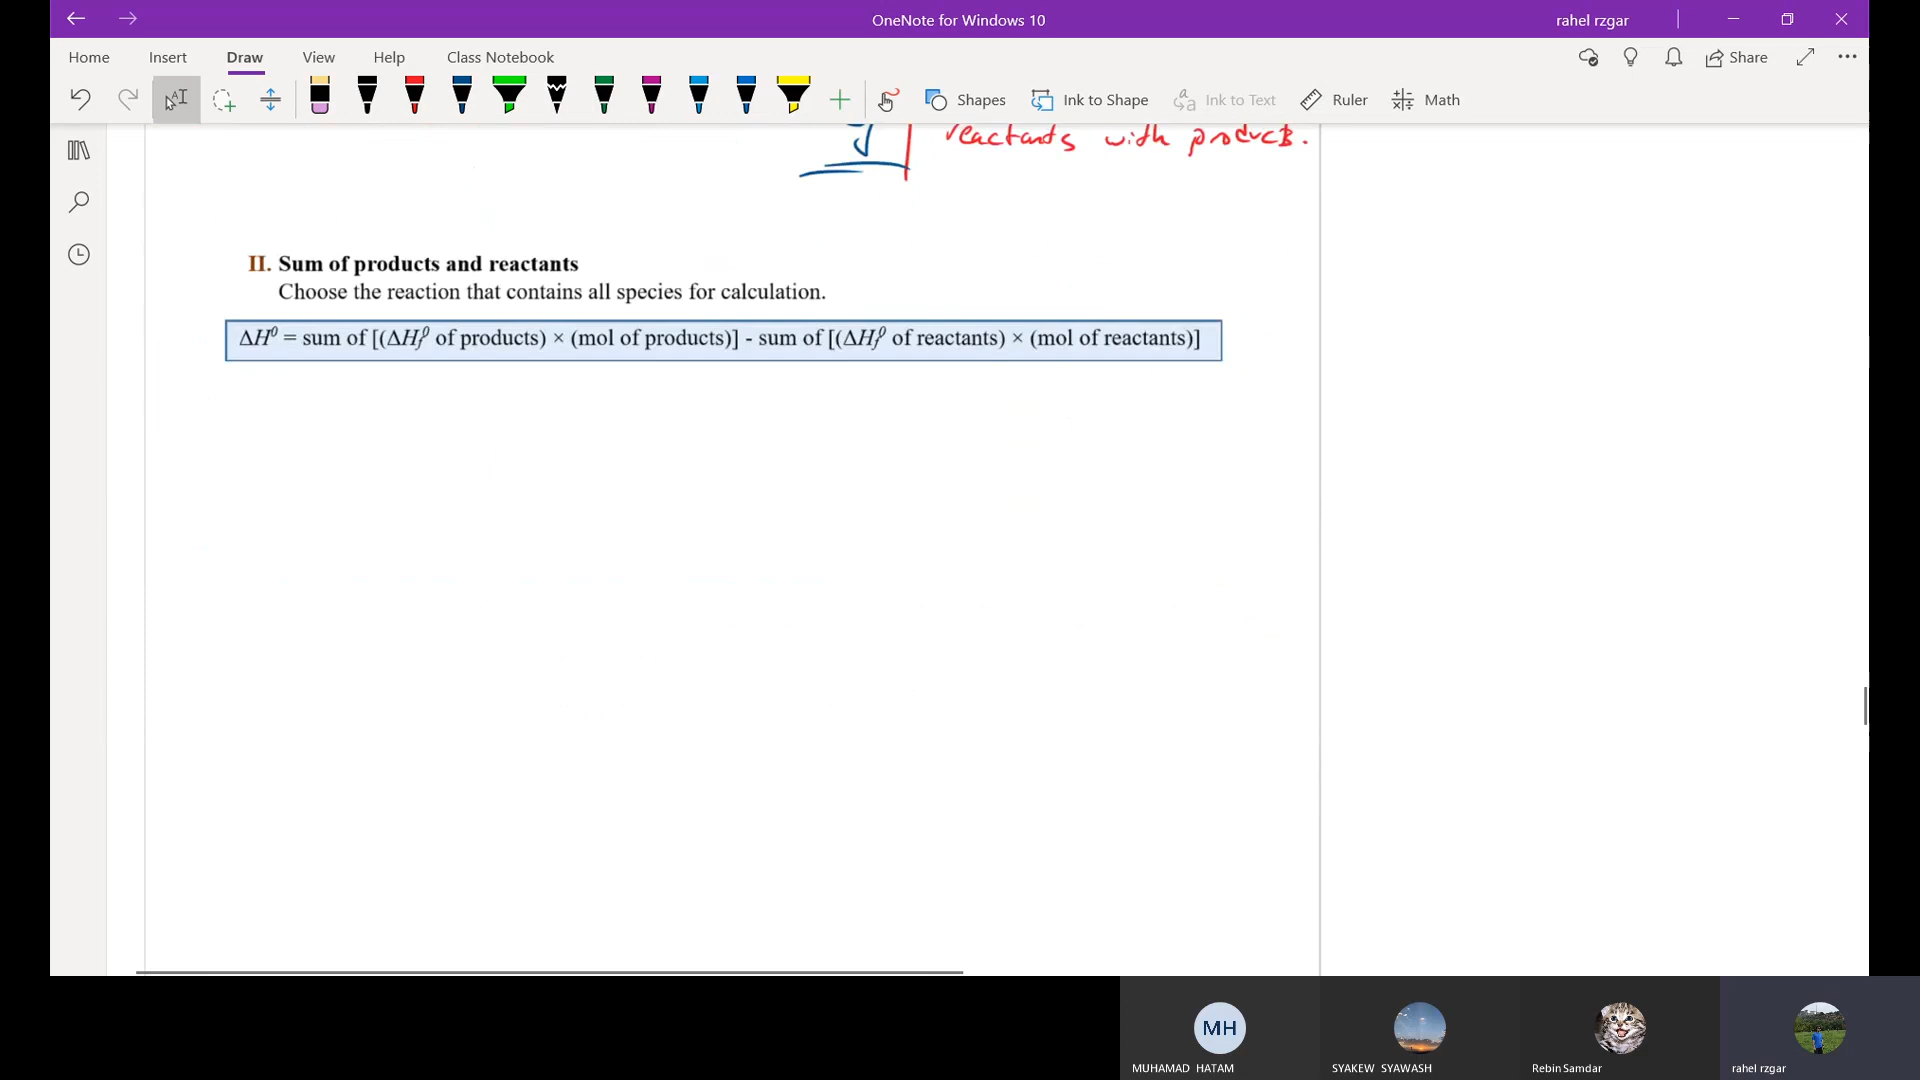 OneNote for Windows 10
rahel rzgar
Home Insert Draw View Help Class Notebook
Share
Shapes Ink to Shape Ink to Text Ruler Math
reactants with products.
II. Sum of products and reactants
Choose the reaction that contains all species for calculation.
ΔH⁰ = sum of [(ΔH_f⁰ of products) × (mol of products)] - sum of [(ΔH_f⁰ of reactants) × (mol of reactants)]
MH
MUHAMAD HATAM SYAKEW SYAWASH Rebin Samdar rahel rzgar